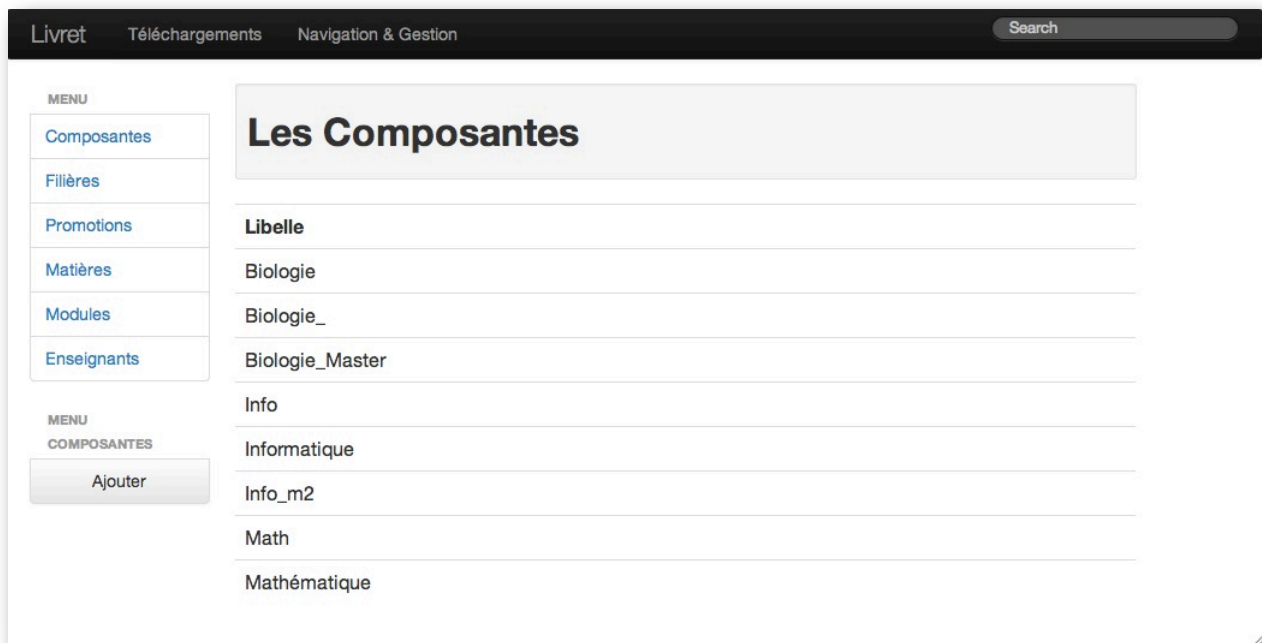 Livret Téléchargements Navigation & Gestion Search
MENU
Composantes
Filières
Promotions
Matières
Modules
Enseignants
MENU
COMPOSANTES
Ajouter
Les Composantes
Libelle
Biologie
Biologie_
Biologie_Master
Info
Informatique
Info_m2
Math
Mathématique